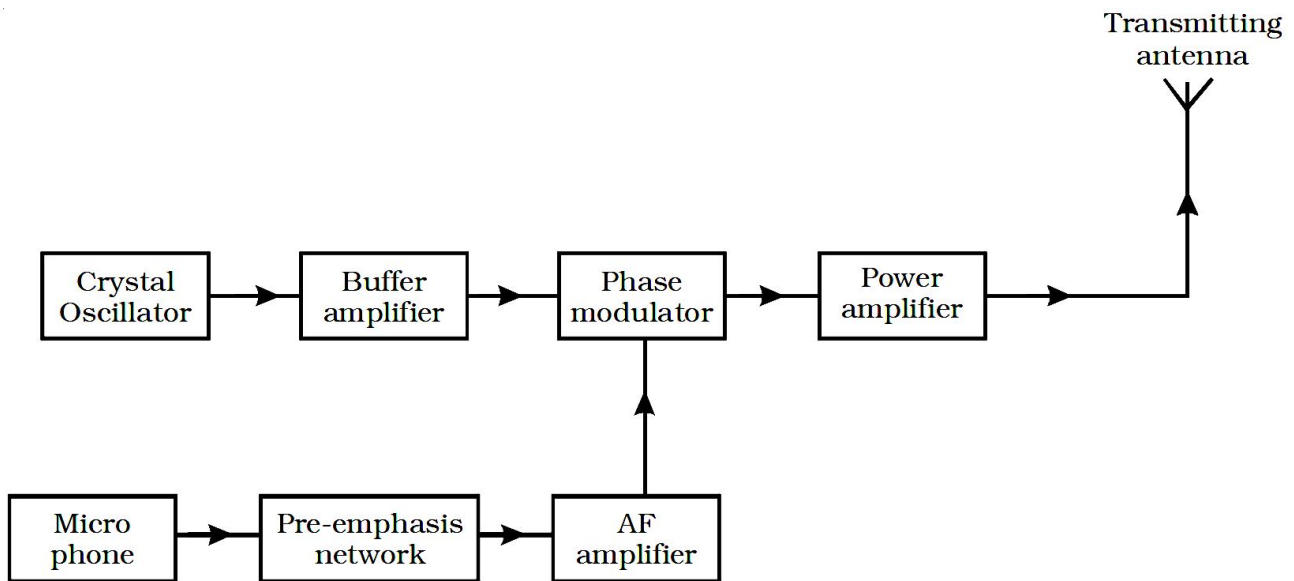 Transmitting
antenna
Crystal
Oscillator
Buffer
amplifier
Phase
modulator
Power
amplifier
Micro
phone
Pre-emphasis
network
AF
amplifier